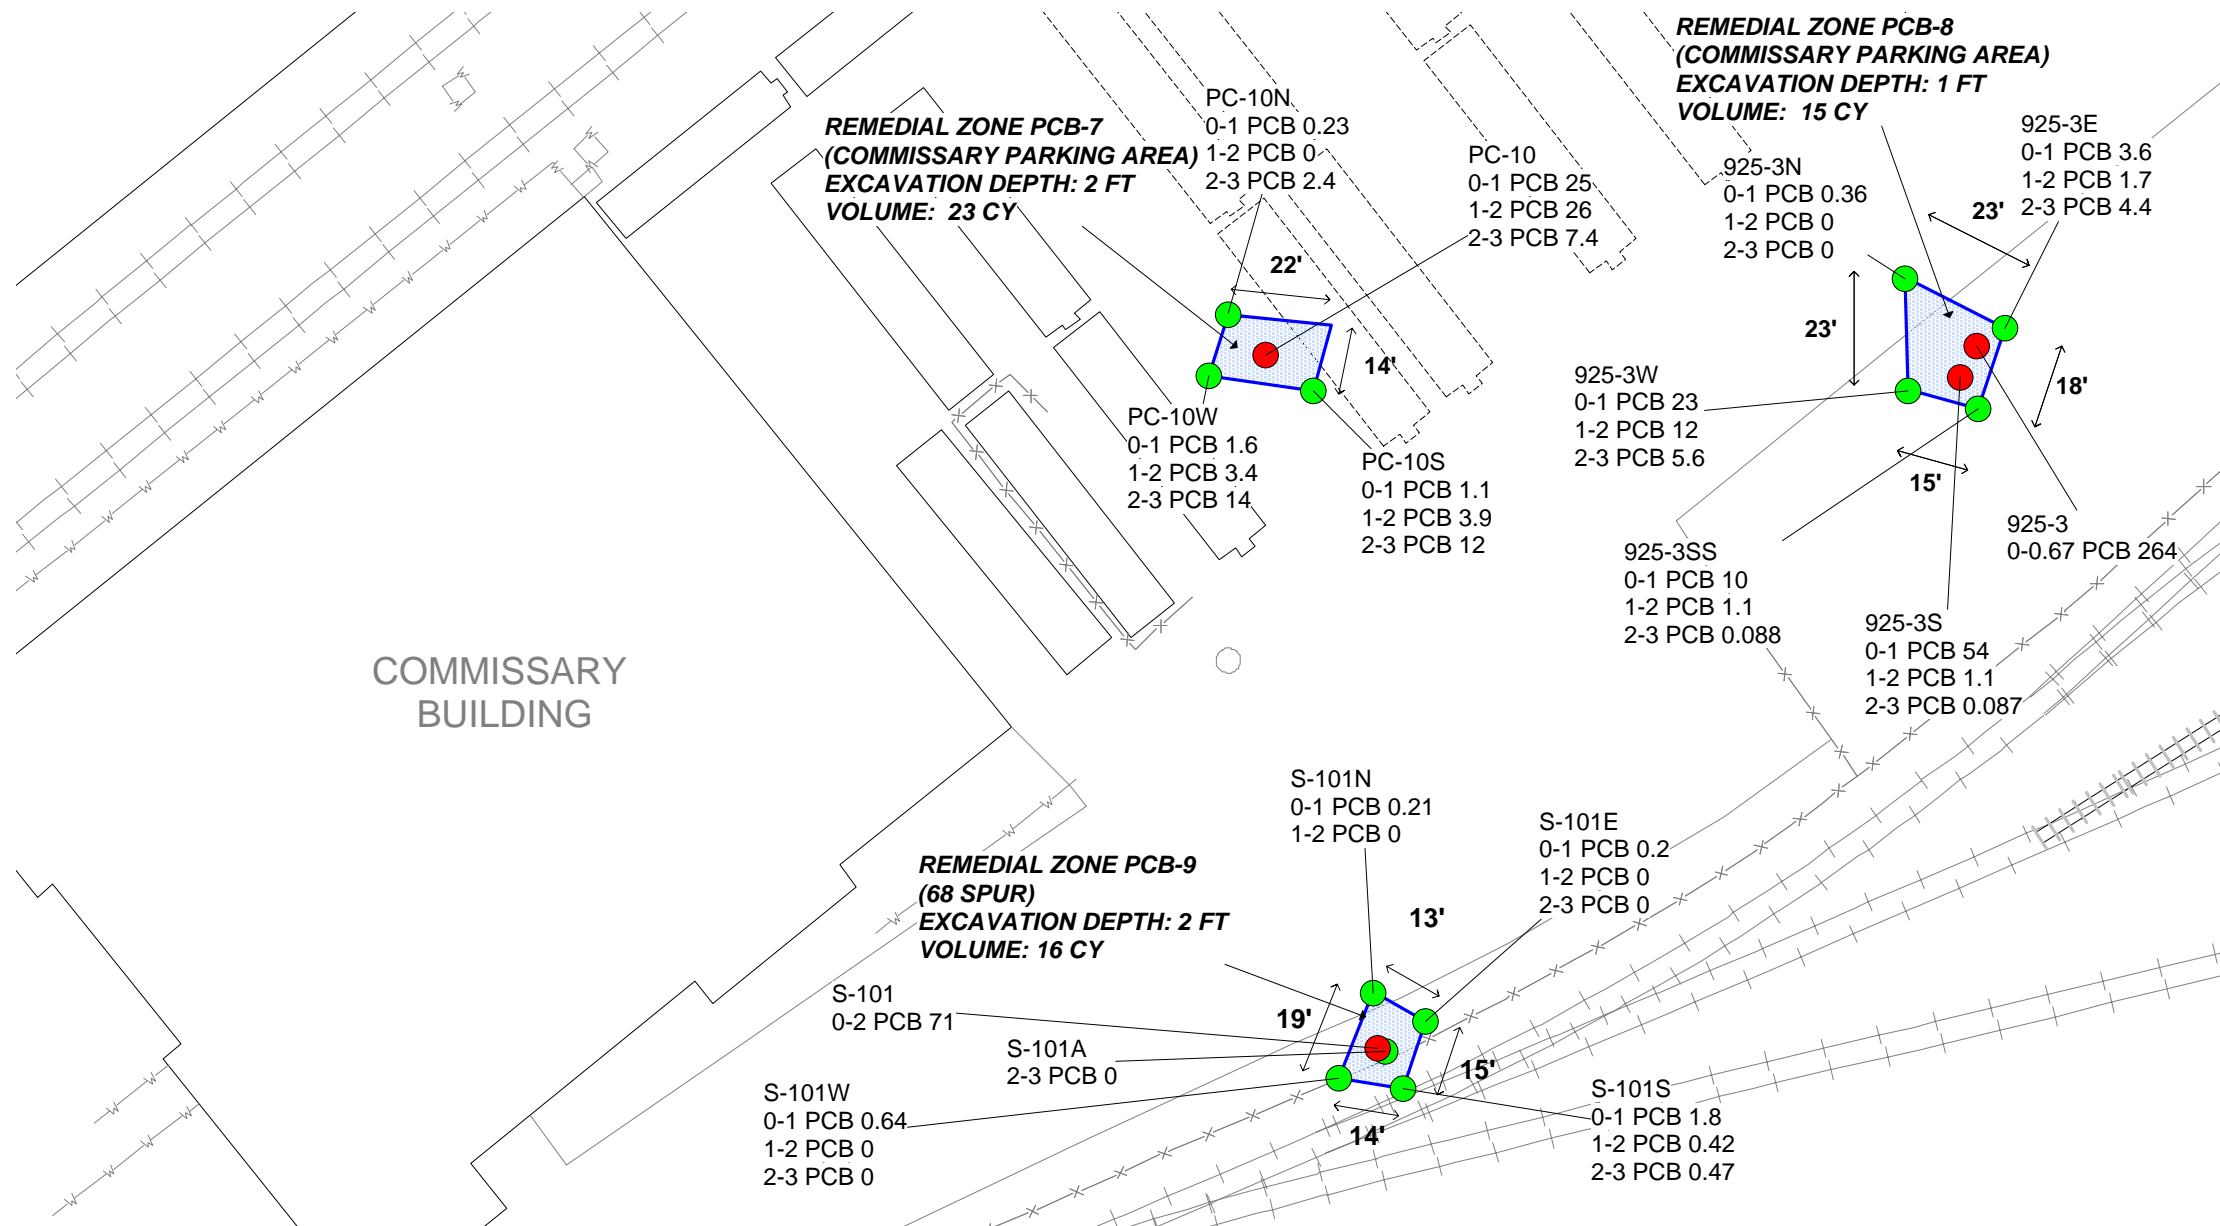 REMEDIAL ZONE PCB-8
(COMMISSARY PARKING AREA)
EXCAVATION DEPTH: 1 FT
VOLUME:  15 CY
REMEDIAL ZONE PCB-7
(COMMISSARY PARKING AREA)
EXCAVATION DEPTH: 2 FT
VOLUME:  23 CY
PC-10N
0-1 PCB 0.23
1-2 PCB 0
2-3 PCB 2.4
PC-10
0-1 PCB 25
1-2 PCB 26
2-3 PCB 7.4
925-3N
0-1 PCB 0.36
1-2 PCB 0
2-3 PCB 0
925-3E
0-1 PCB 3.6
1-2 PCB 1.7
2-3 PCB 4.4
23'
22'
23'
14'
18'
15'
925-3W
0-1 PCB 23
1-2 PCB 12
2-3 PCB 5.6
PC-10W
0-1 PCB 1.6
1-2 PCB 3.4
2-3 PCB 14
PC-10S
0-1 PCB 1.1
1-2 PCB 3.9
2-3 PCB 12
925-3
0-0.67 PCB 264
925-3SS
0-1 PCB 10
1-2 PCB 1.1
2-3 PCB 0.088
925-3S
0-1 PCB 54
1-2 PCB 1.1
2-3 PCB 0.087
COMMISSARY
BUILDING
S-101N
0-1 PCB 0.21
1-2 PCB 0
S-101E
0-1 PCB 0.2
1-2 PCB 0
2-3 PCB 0
REMEDIAL ZONE PCB-9
(68 SPUR)
EXCAVATION DEPTH: 2 FT
VOLUME: 16 CY
13'
19'
15'
14'
S-101
0-2 PCB 71
S-101A
2-3 PCB 0
S-101W
0-1 PCB 0.64
1-2 PCB 0
2-3 PCB 0
S-101S
0-1 PCB 1.8
1-2 PCB 0.42
2-3 PCB 0.47